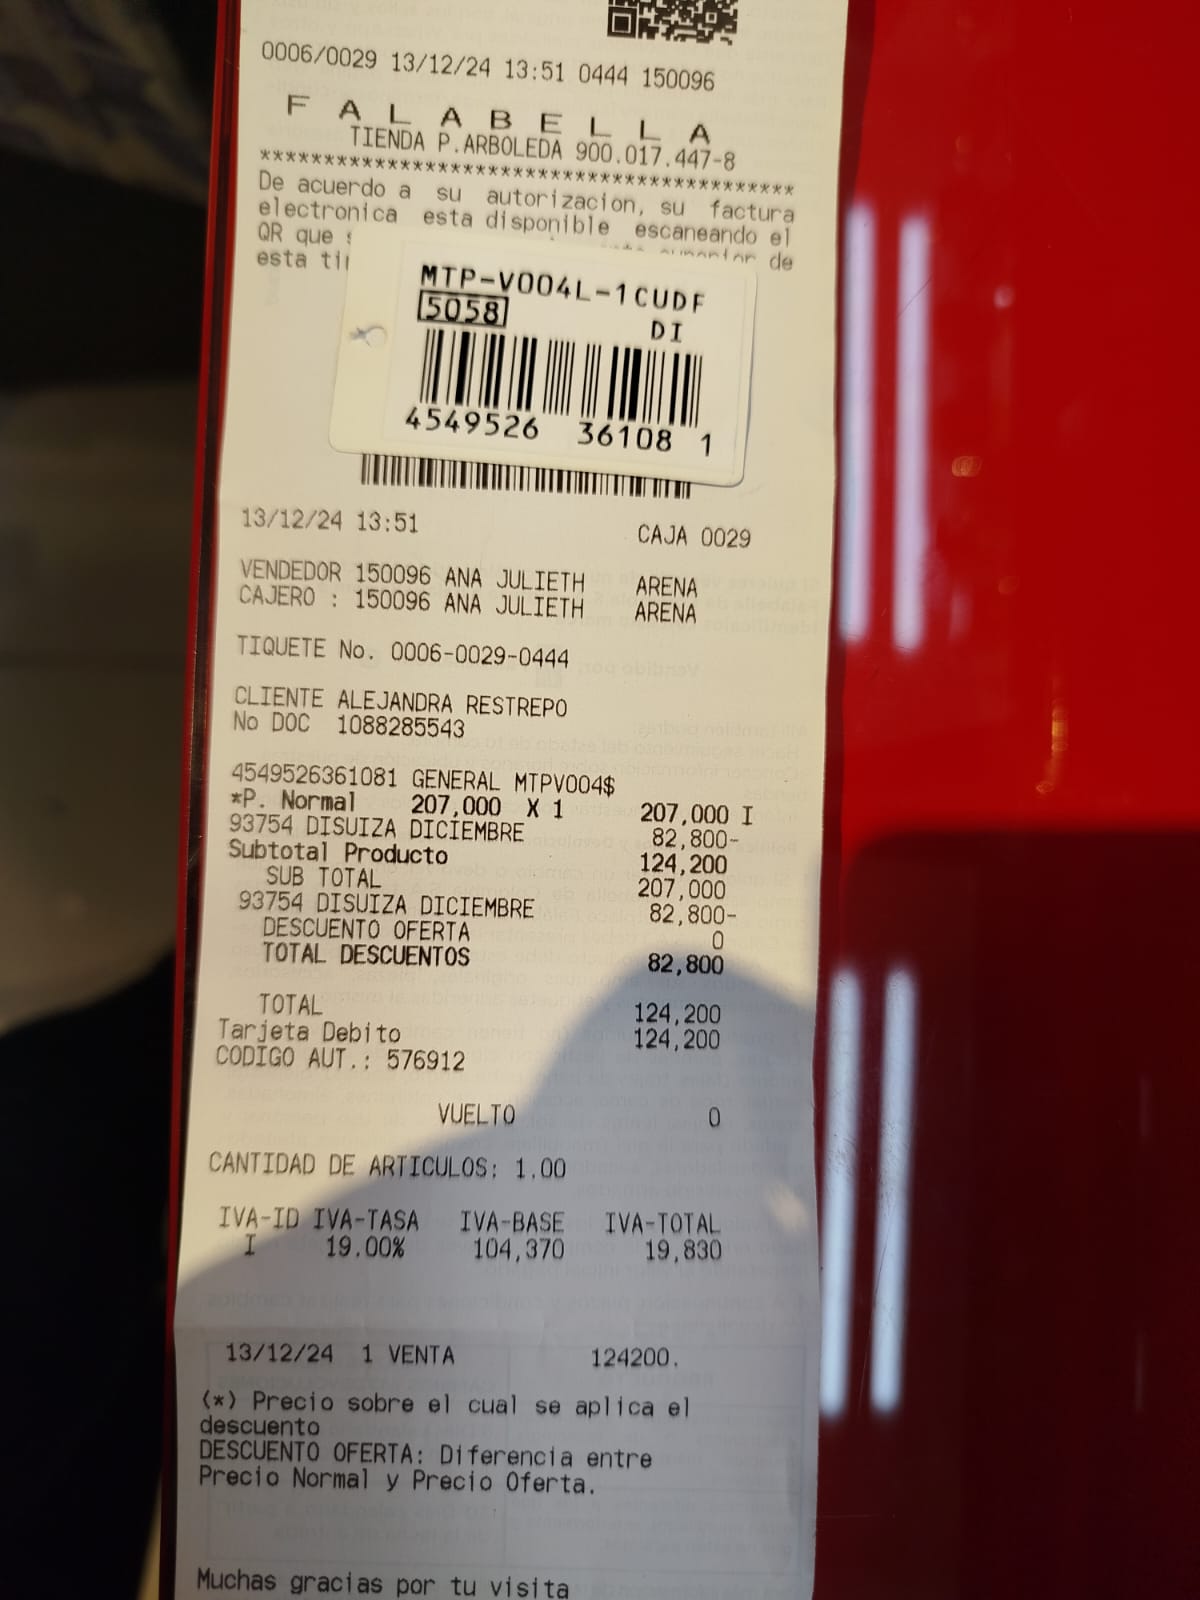 0006/0029 13/12/24 13:51 0444 150096
F A L A B E L L A
TIENDA P.ARBOLEDA 900.017.447-8
******************************************
De acuerdo a su autorizacion, su factura
electronica esta disponible escaneando el
QR que de
esta
MTP-V004L-1CUDF
5058 DI
4549526 36108 1
13/12/24 13:51 CAJA 0029
VENDEDOR 150096 ANA JULIETH ARENA
CAJERO : 150096 ANA JULIETH ARENA
TIQUETE No. 0006-0029-0444
CLIENTE ALEJANDRA RESTREPO
No DOC 1088285543
4549526361081 GENERAL MTPV004$
*P. Normal 207,000 X 1 207,000 I
93754 DISUIZA DICIEMBRE 82,800-
Subtotal Producto 124,200
SUB TOTAL 207,000
93754 DISUIZA DICIEMBRE 82,800-
DESCUENTO OFERTA 0
TOTAL DESCUENTOS 82,800
TOTAL 124,200
Tarjeta Debito 124,200
CODIGO AUT.: 576912
VUELTO 0
CANTIDAD DE ARTICULOS: 1.00
IVA-ID IVA-TASA IVA-BASE IVA-TOTAL
I 19.00% 104,370 19,830
13/12/24 1 VENTA 124200.
(*) Precio sobre el cual se aplica el
descuento
DESCUENTO OFERTA: Diferencia entre
Precio Normal y Precio Oferta.
Muchas gracias por tu visita